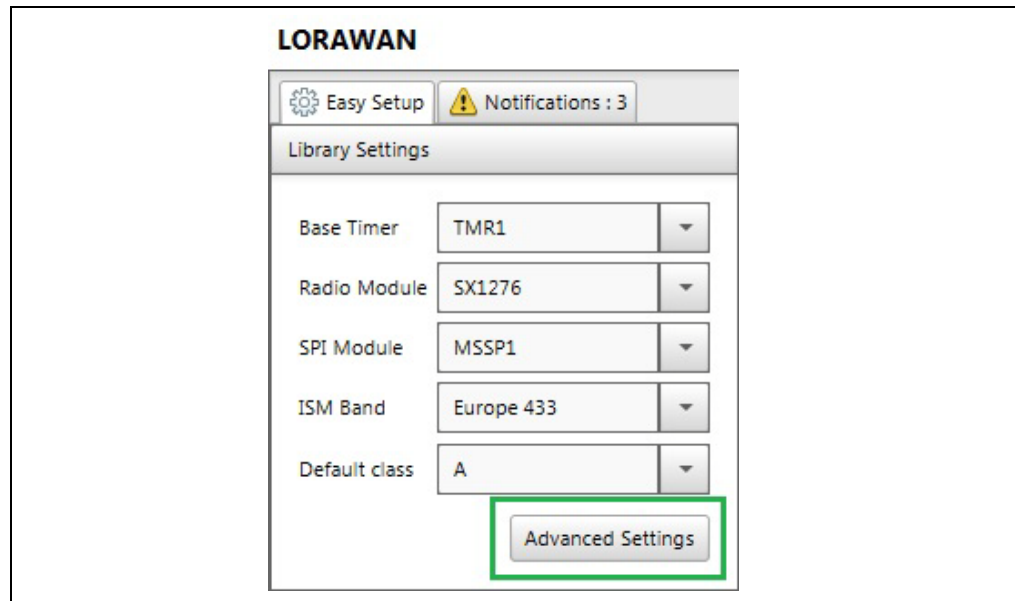 LORAWAN
Easy Setup Notifications : 3
Library Settings
Base Timer TMR1
Radio Module SX1276
SPI Module MSSP1
ISM Band Europe 433
Default class A
Advanced Settings